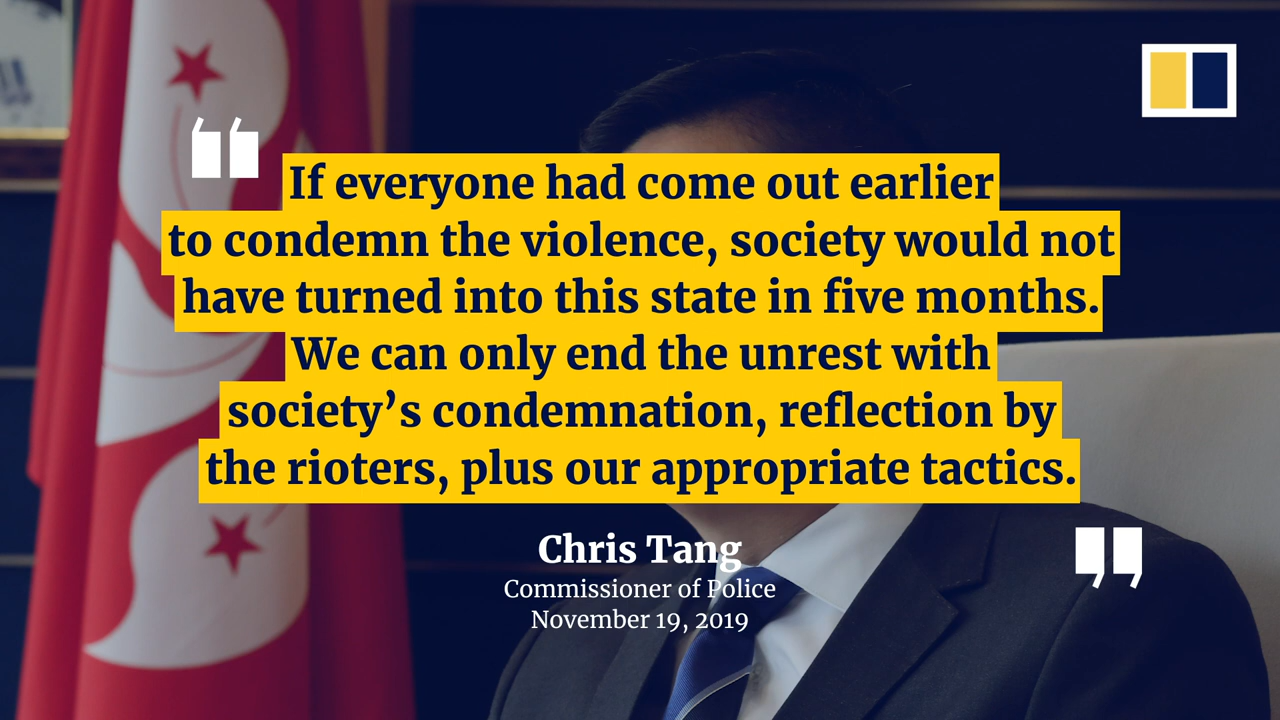 “
If everyone had come out earlier
to condemn the violence, society would not
have turned into this state in five months.
We can only end the unrest with
society’s condemnation, reflection by
the rioters, plus our appropriate tactics.
”
Chris Tang
Commissioner of Police
November 19, 2019